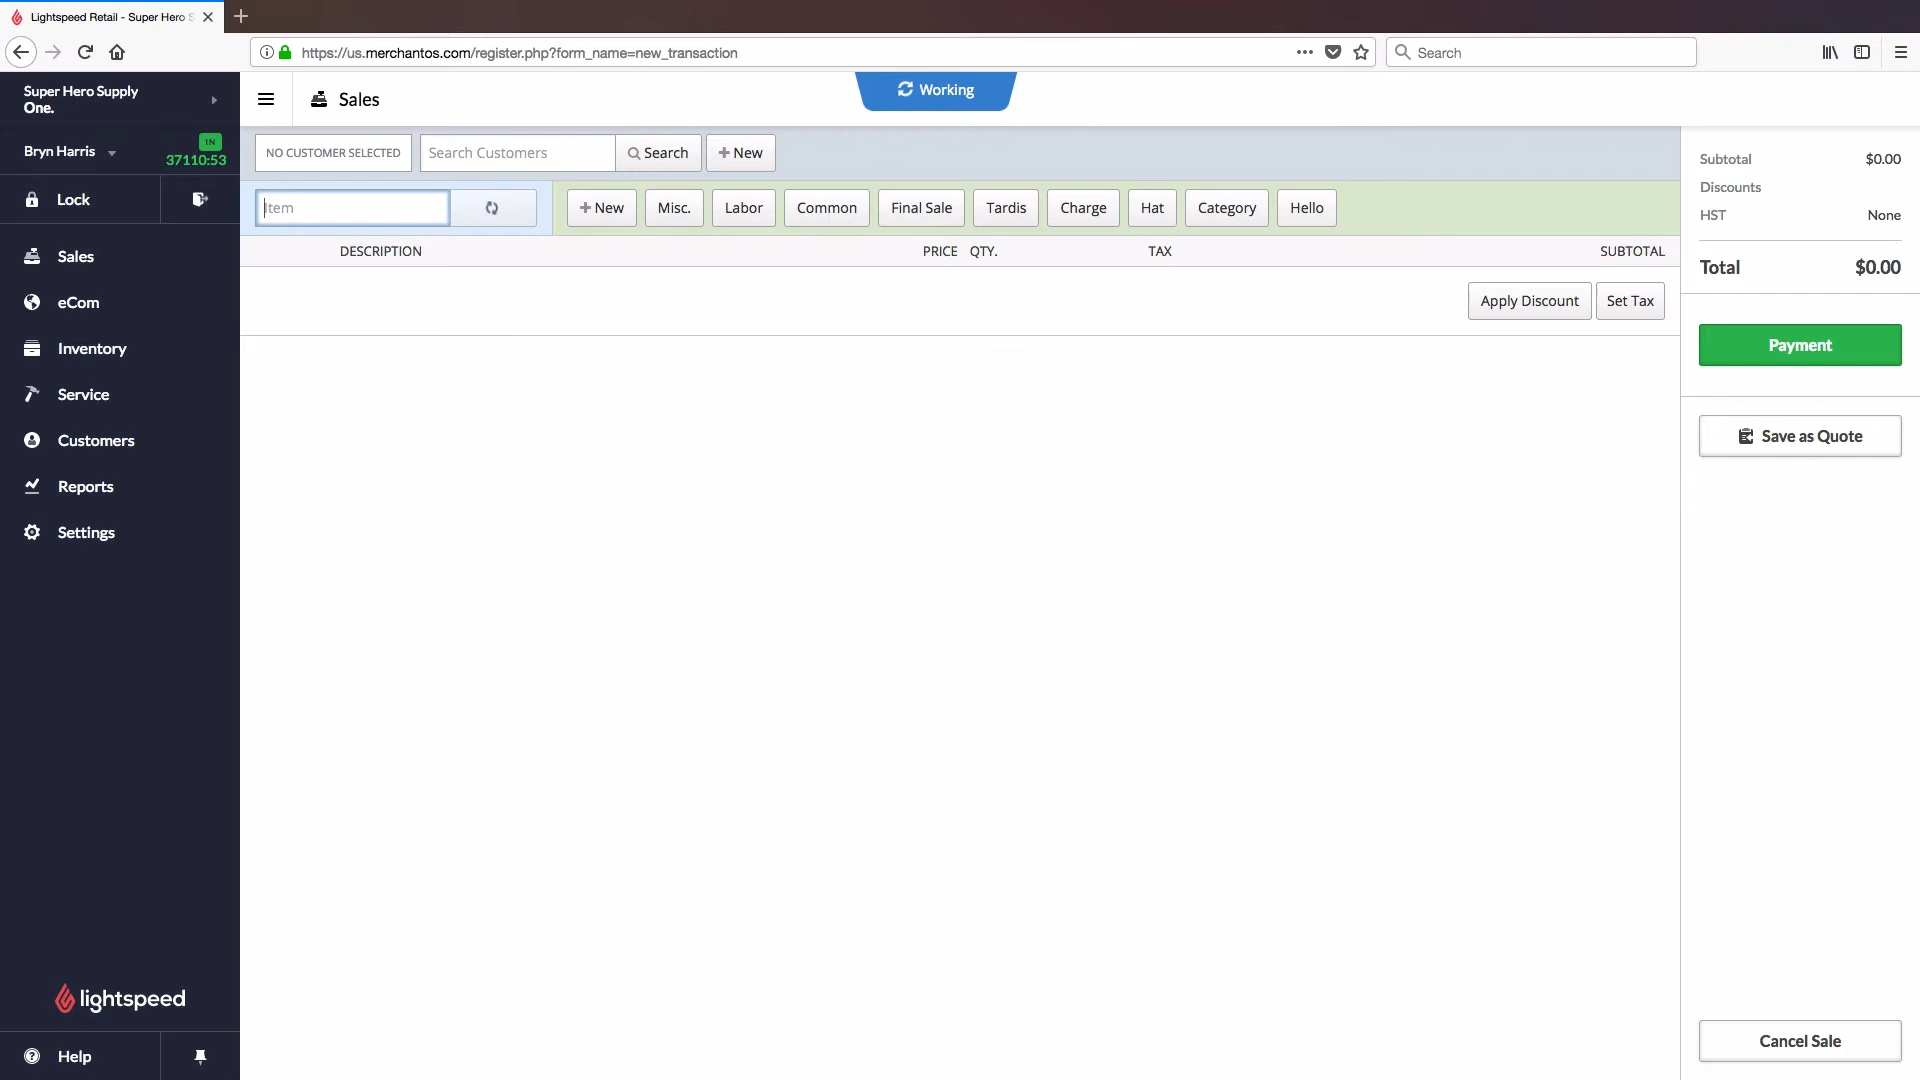 Lightspeed Retail - Super Hero S
https://us.merchantos.com/register.php?form_name=new_transaction
Search
Super Hero Supply
One.
Sales
Working
Bryn Harris
IN
37110:53
NO CUSTOMER SELECTED
Search Customers
Search
New
Lock
Item
New
Misc.
Labor
Common
Final Sale
Tardis
Charge
Hat
Category
Hello
DESCRIPTION
PRICE
QTY.
TAX
SUBTOTAL
Apply Discount
Set Tax
Sales
eCom
Inventory
Service
Customers
Reports
Settings
lightspeed
Help
Subtotal $0.00
Discounts
HST None
Total $0.00
Payment
Save as Quote
Cancel Sale